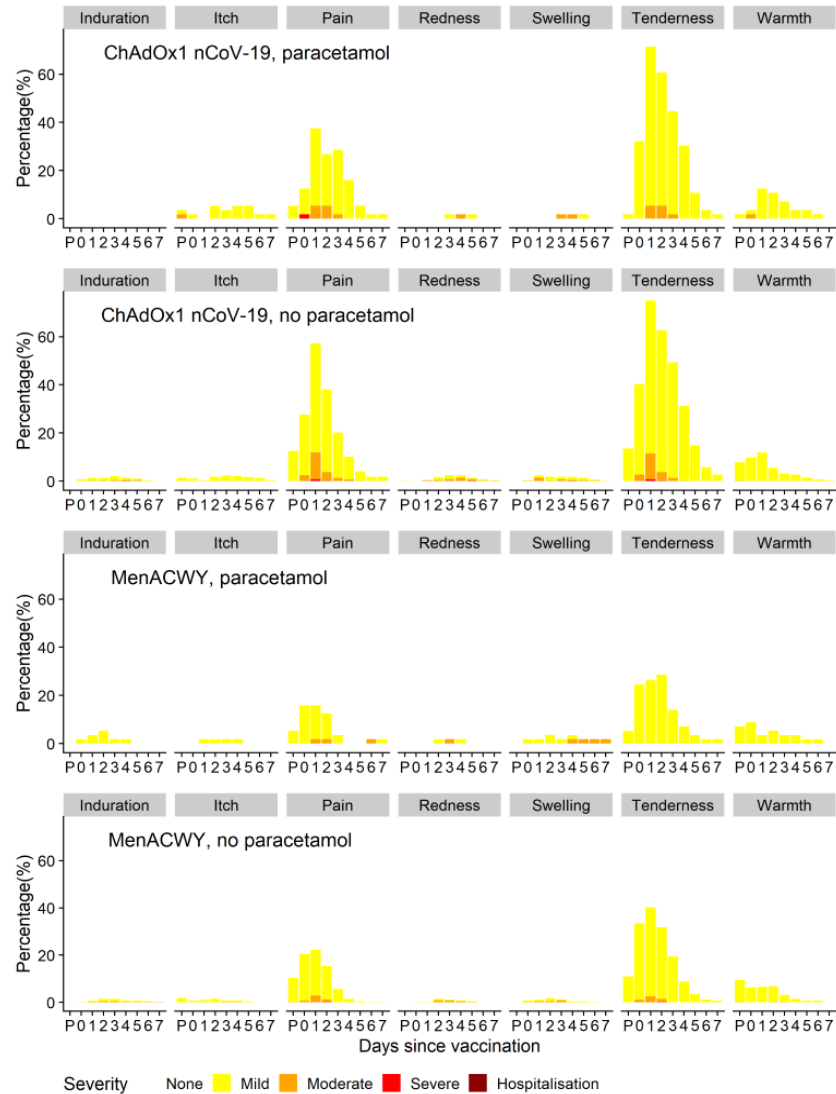 Induration Itch Pain Redness Swelling Tenderness Warmth
ChAdOx1 nCoV-19, paracetamol
Percentage(%)
60
40
20
0
P01234567 P01234567 P01234567 P01234567 P01234567 P01234567 P01234567
Induration Itch Pain Redness Swelling Tenderness Warmth
ChAdOx1 nCoV-19, no paracetamol
Percentage(%)
60
40
20
0
P01234567 P01234567 P01234567 P01234567 P01234567 P01234567 P01234567
Induration Itch Pain Redness Swelling Tenderness Warmth
MenACWY, paracetamol
Percentage(%)
60
40
20
0
P01234567 P01234567 P01234567 P01234567 P01234567 P01234567 P01234567
Induration Itch Pain Redness Swelling Tenderness Warmth
MenACWY, no paracetamol
Percentage(%)
60
40
20
0
P01234567 P01234567 P01234567 P01234567 P01234567 P01234567 P01234567
Days since vaccination
Severity None Mild Moderate Severe Hospitalisation